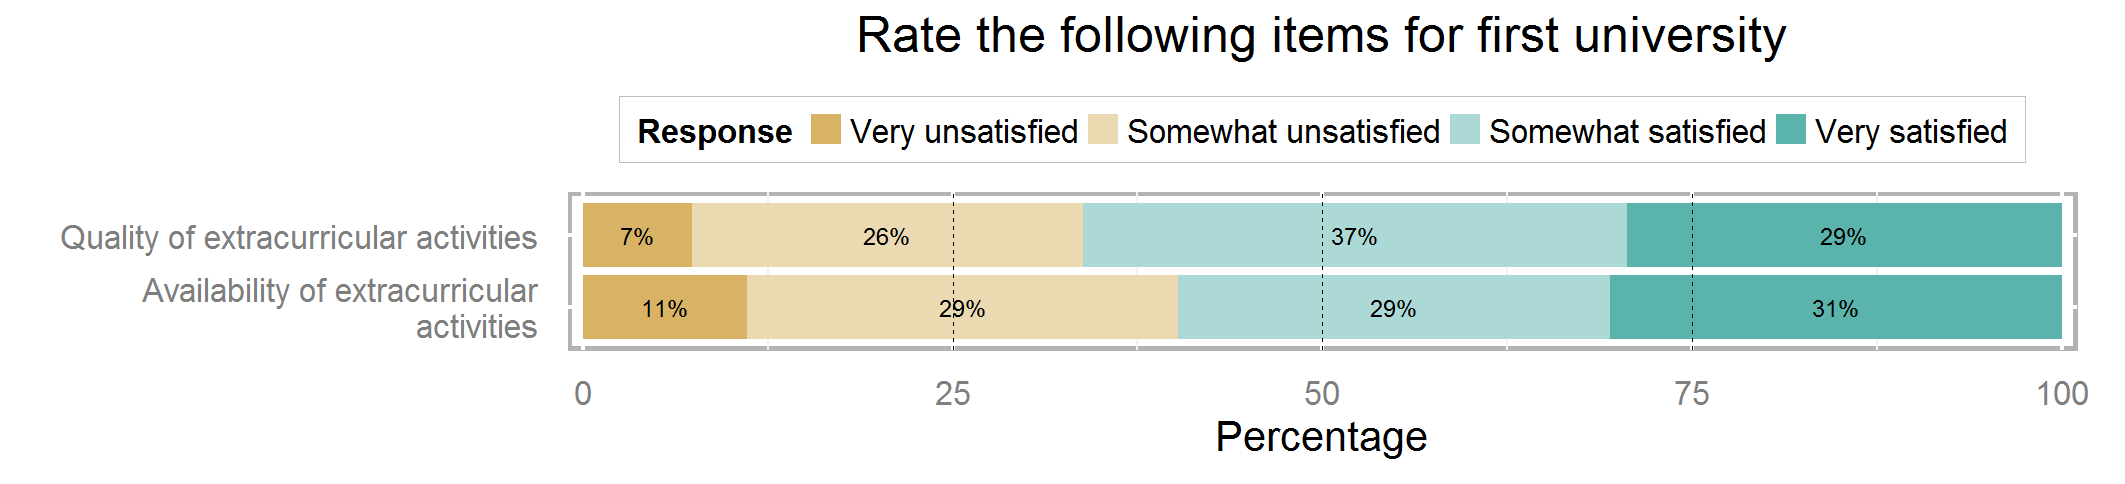 Rate the following items for first university
Response Very unsatisfied Somewhat unsatisfied Somewhat satisfied Very satisfied
Quality of extracurricular activities 7% 26% 37% 29%
Availability of extracurricular
activities 11% 29% 29% 31%
0 25 50 75 100
Percentage